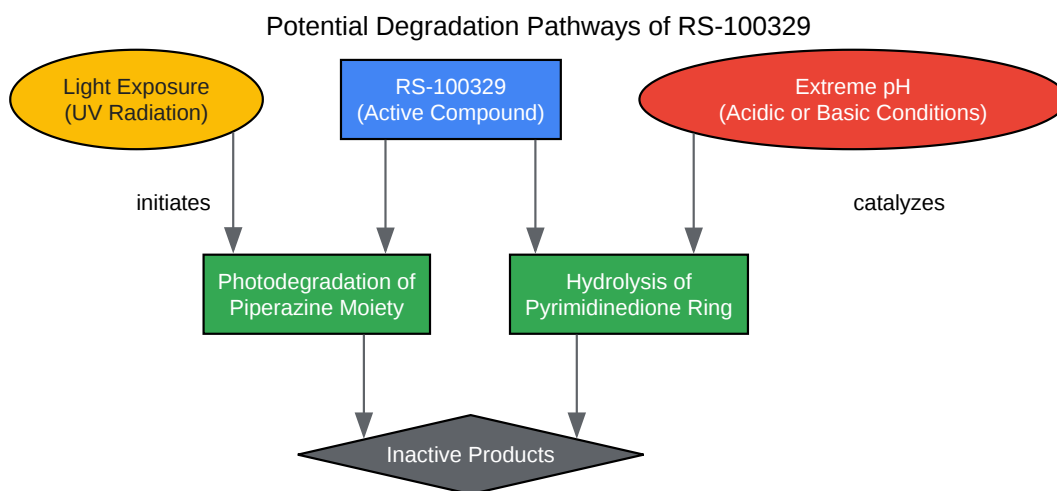 Potential Degradation Pathways of RS-100329
Light Exposure
(UV Radiation)
RS-100329
(Active Compound)
Extreme pH
(Acidic or Basic Conditions)
initiates
catalyzes
Photodegradation of
Piperazine Moiety
Hydrolysis of
Pyrimidinedione Ring
Inactive Products